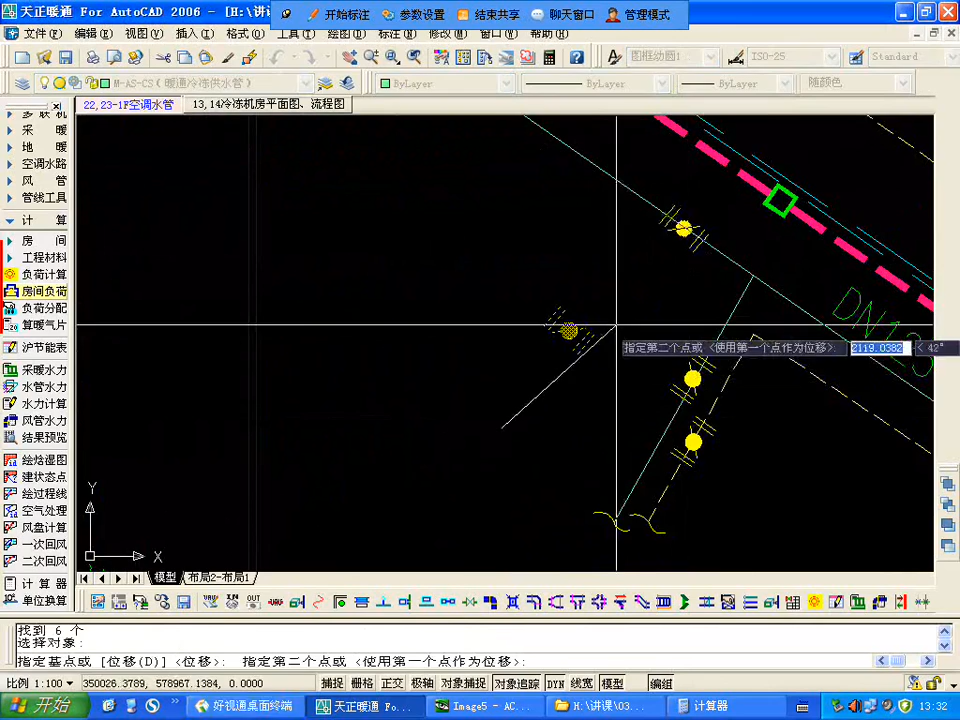 天正暖通 For AutoCAD 2006 - [H:\讲
开始标注
参数设置
结束共享
聊天窗口
管理模式
文件(F)
编辑(E)
视图(V)
插入(I)
格式(O)
工具(T)
绘图(D)
标注(N)
修改(M)
窗口(W)
帮助(H)
图框动圆1
ISO-25
Standard
M-AS-CS(暖通冷冻供水管)
ByLayer
ByLayer
ByLayer
随颜色
22,23-1F空调水管
13,14冷冻机房平面图、流程图
多 联 机
采 暖
地 暖
空调水路
风 管
管线工具
计 算
房 间
工程材料
负荷计算
房间负荷
负荷分配
算暖气片
沪节能表
采暖水力
水管水力
水力计算
风管水力
结果预览
绘焓湿图
建状态点
绘过程线
空气处理
风盘计算
一次回风
二次回风
计 算 器
单位换算
DN125
指定第二个点或 <使用第一个点作为位移>:
2119.0382
< 42°
Y
X
模型
布局2-布局1
找到 6 个
选择对象:
指定基点或 [位移(D)] <位移>: 指定第二个点或 <使用第一个点作为位移>:
比例 1:100
350026.3789, 578967.1384, 0.0000
捕捉
栅格
正交
极轴
对象捕捉
对象追踪
DYN
线宽
模型
编组
开始
好视通桌面终端
天正暖通 Fo...
Image5 - AC...
H:\讲课\03...
计算器
13:32